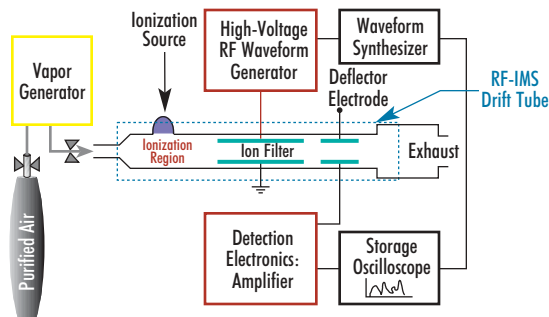 Ionization
Source
High-Voltage
RF Waveform
Generator
Waveform
Synthesizer
Vapor
Generator
Deflector
Electrode
RF-IMS
Drift Tube
Ionization
Region
Ion Filter
Exhaust
Purified Air
Detection
Electronics:
Amplifier
Storage
Oscilloscope